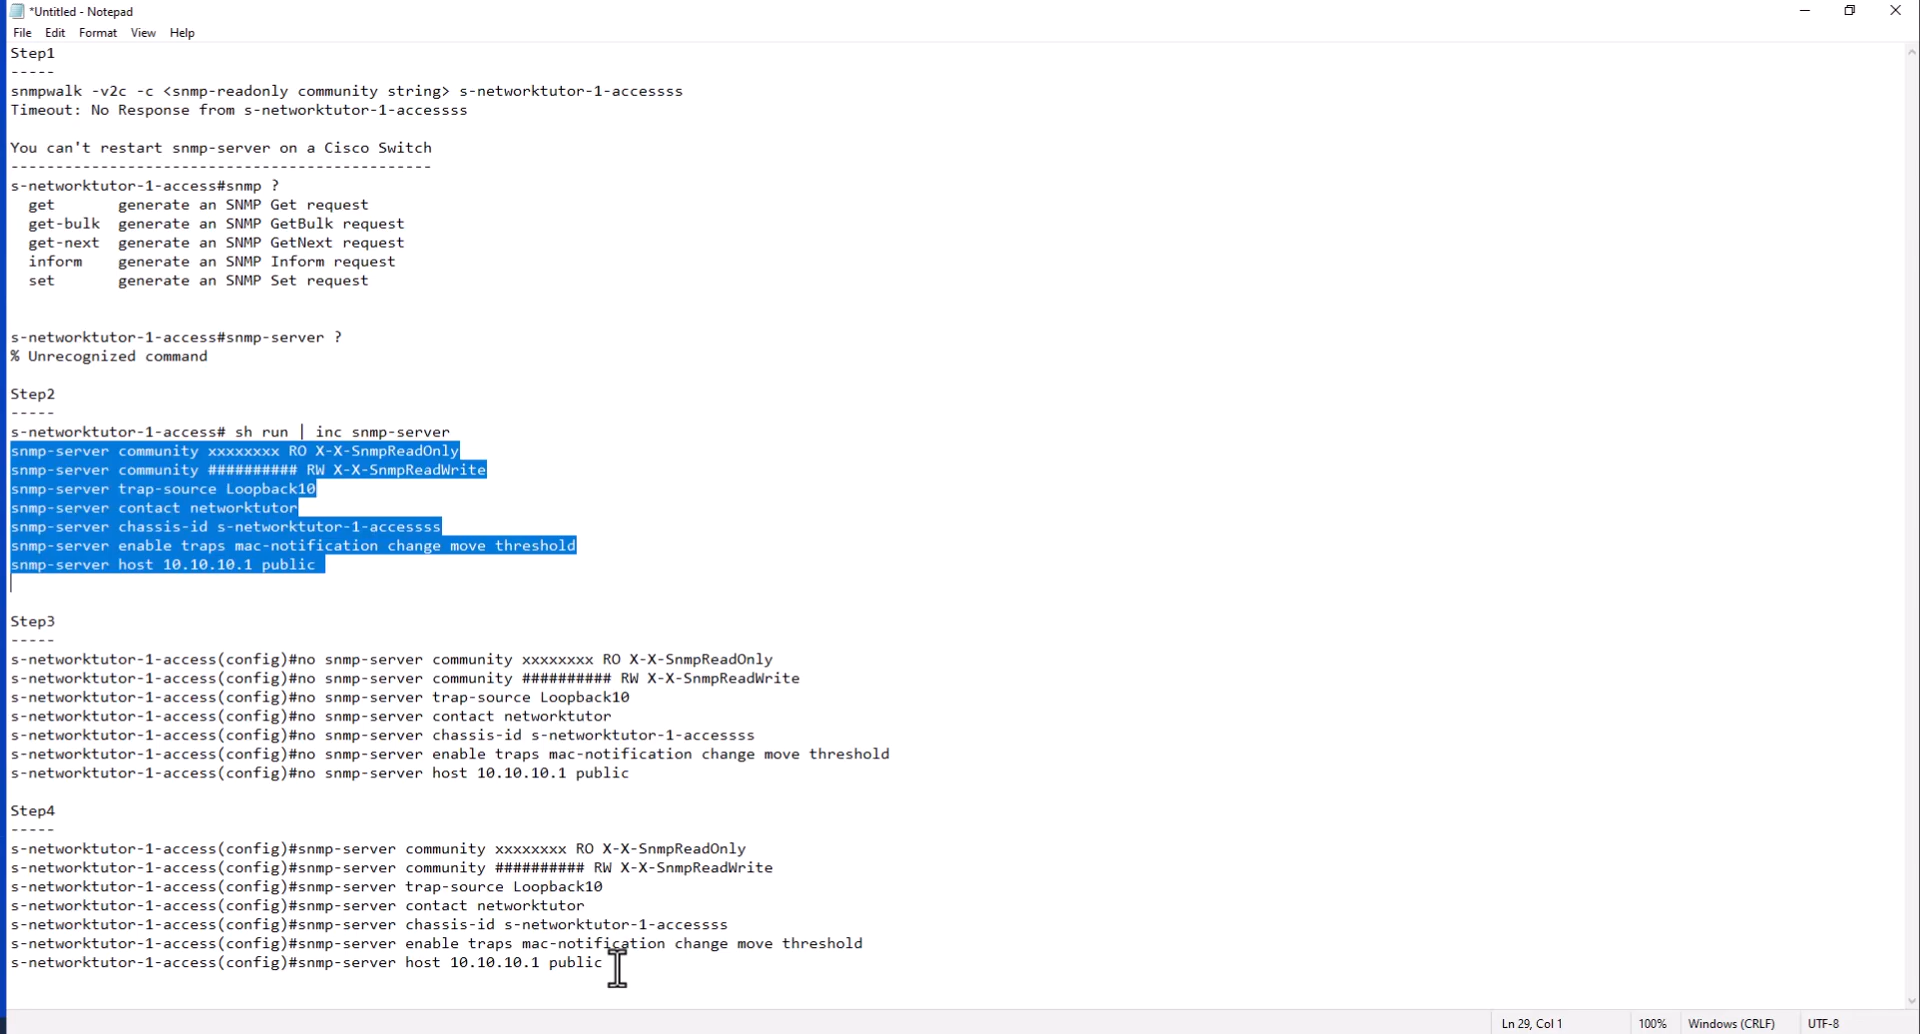 *Untitled - Notepad
File Edit Format View Help
Step1
-----
snmpwalk -v2c -c <snmp-readonly community string> s-networktutor-1-accessss
Timeout: No Response from s-networktutor-1-accessss
You can't restart snmp-server on a Cisco Switch
-----------------------------------------------
s-networktutor-1-access#snmp ?
  get       generate an SNMP Get request
  get-bulk  generate an SNMP GetBulk request
  get-next  generate an SNMP GetNext request
  inform    generate an SNMP Inform request
  set       generate an SNMP Set request
s-networktutor-1-access#snmp-server ?
% Unrecognized command
Step2
-----
s-networktutor-1-access# sh run | inc snmp-server
snmp-server community xxxxxxxx RO X-X-SnmpReadOnly
snmp-server community ########## RW X-X-SnmpReadWrite
snmp-server trap-source Loopback10
snmp-server contact networktutor
snmp-server chassis-id s-networktutor-1-accessss
snmp-server enable traps mac-notification change move threshold
snmp-server host 10.10.10.1 public
Step3
-----
s-networktutor-1-access(config)#no snmp-server community xxxxxxxx RO X-X-SnmpReadOnly
s-networktutor-1-access(config)#no snmp-server community ########## RW X-X-SnmpReadWrite
s-networktutor-1-access(config)#no snmp-server trap-source Loopback10
s-networktutor-1-access(config)#no snmp-server contact networktutor
s-networktutor-1-access(config)#no snmp-server chassis-id s-networktutor-1-accessss
s-networktutor-1-access(config)#no snmp-server enable traps mac-notification change move threshold
s-networktutor-1-access(config)#no snmp-server host 10.10.10.1 public
Step4
-----
s-networktutor-1-access(config)#snmp-server community xxxxxxxx RO X-X-SnmpReadOnly
s-networktutor-1-access(config)#snmp-server community ########## RW X-X-SnmpReadWrite
s-networktutor-1-access(config)#snmp-server trap-source Loopback10
s-networktutor-1-access(config)#snmp-server contact networktutor
s-networktutor-1-access(config)#snmp-server chassis-id s-networktutor-1-accessss
s-networktutor-1-access(config)#snmp-server enable traps mac-notification change move threshold
s-networktutor-1-access(config)#snmp-server host 10.10.10.1 public
Ln 29, Col 1 100% Windows (CRLF) UTF-8